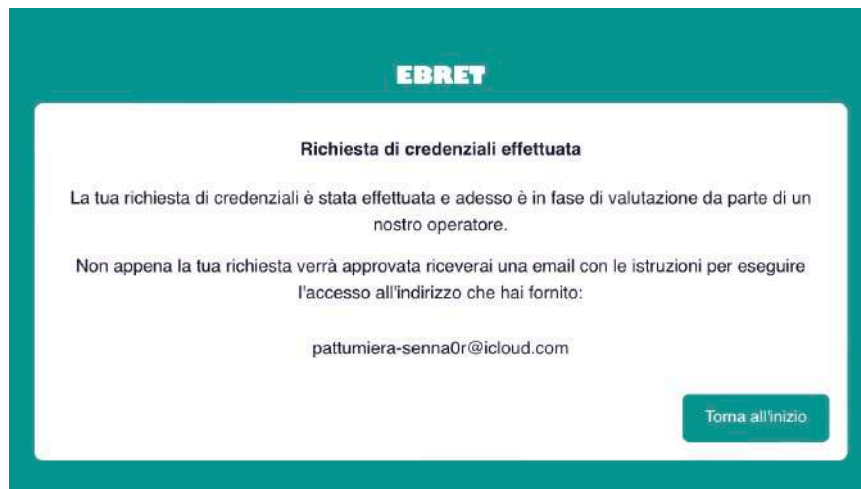 EBRET
Richiesta di credenziali effettuata
La tua richiesta di credenziali è stata effettuata e adesso è in fase di valutazione da parte di un
nostro operatore.
Non appena la tua richiesta verrà approvata riceverai una email con le istruzioni per eseguire
l'accesso all'indirizzo che hai fornito:
pattumiera-senna0r@icloud.com
Torna all'inizio